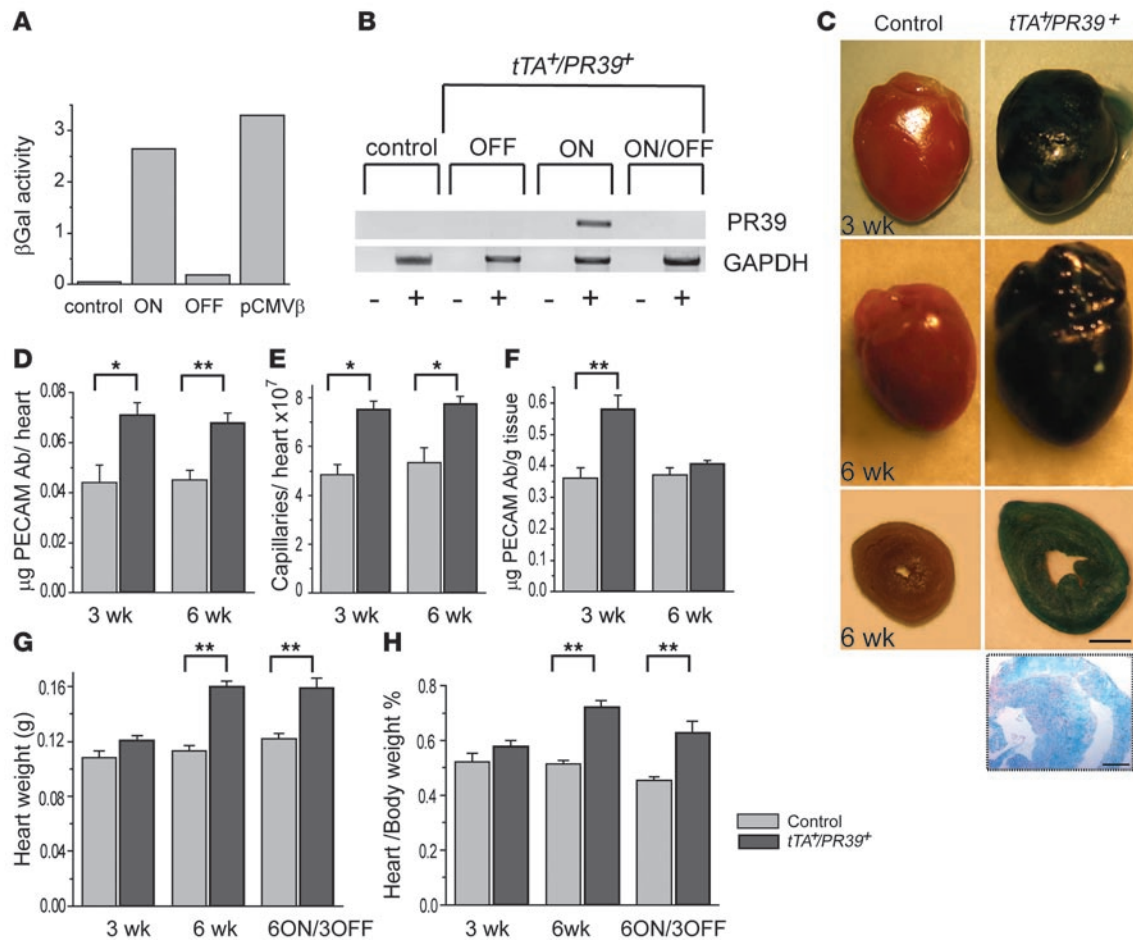 A
βGal activity
3
2
1
0
control ON OFF pCMVβ
B
tTA⁺/PR39⁺
control OFF ON ON/OFF
PR39
GAPDH
- + - + - + - +
C
Control tTA⁺/PR39⁺
3 wk
6 wk
6 wk
D
μg PECAM Ab/ heart
0.08
0.06
0.04
0.02
0.00
* **
3 wk 6 wk
E
Capillaries/ heart x10⁷
10
9
8
7
6
5
4
3
2
1
0
* *
3 wk 6 wk
F
μg PECAM Ab/g tissue
0.6
0.5
0.4
0.3
0.2
0.1
0.0
**
3 wk 6 wk
G
Heart weight (g)
0.16
0.12
0.08
0.04
0.00
** **
3 wk 6 wk 6ON/3OFF
H
Heart /Body weight %
0.8
0.6
0.4
0.2
0.0
** **
3 wk 6wk 6ON/3OFF
Control
tTA⁺/PR39⁺